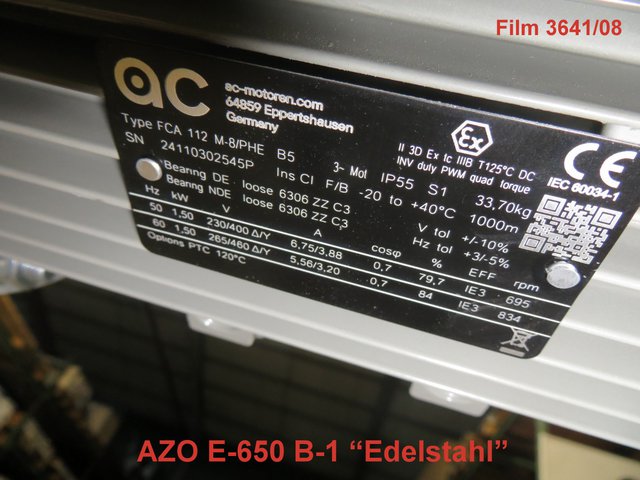 Film 3641/08
ac
ac-motoren.com
64859 Eppertshausen
Germany
Type FCA 112 M-8/PHE B5
SN 24110302545P
3~ Mot IP55 S1 33,70kg
Ins Cl F/B -20 to +40°C 1000m
II 3D Ex tc IIIB T125°C DC
INV duty PWM quad torque
Ex
CE
IEC 60034-1
Bearing DE loose 6306 ZZ C3
Bearing NDE loose 6306 ZZ C3
V tol +/-10%
Hz tol +3/-5%
Hz kW V A cosφ % EFF rpm
50 1,50 230/400 Δ/Y 6,75/3,88 0,7 79,7 IE3 695
60 1,50 265/460 Δ/Y 5,56/3,20 0,7 84 IE3 834
Options PTC 120°C
AZO E-650 B-1 “Edelstahl”